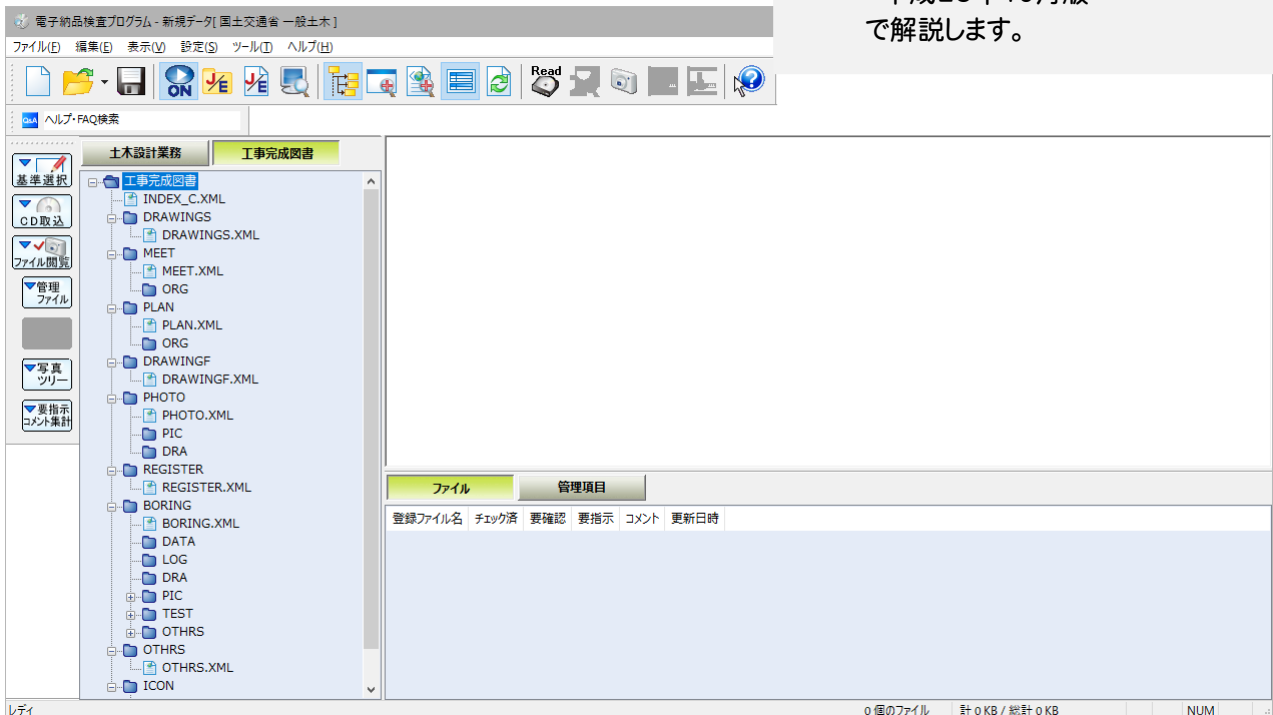 で解説します。
電子納品検査プログラム - 新規データ[ 国土交通省 一般土木 ]
ファイル(F) 編集(E) 表示(V) 設定(S) ツール(T) ヘルプ(H)
ON J/E J/E Read
Q&A ヘルプ・FAQ検索
基準選択
CD取込
ファイル閲覧
管理
ファイル
写真
ツリー
要指示
コメント集計
土木設計業務 工事完成図書
工事完成図書
INDEX_C.XML
DRAWINGS
DRAWINGS.XML
MEET
MEET.XML
ORG
PLAN
PLAN.XML
ORG
DRAWINGF
DRAWINGF.XML
PHOTO
PHOTO.XML
PIC
DRA
REGISTER
REGISTER.XML
BORING
BORING.XML
DATA
LOG
DRA
PIC
TEST
OTHRS
OTHRS
OTHRS.XML
ICON
ファイル 管理項目
登録ファイル名 チェック済 要確認 要指示 コメント 更新日時
レディ 0 個のファイル 計 0 KB / 総計 0 KB NUM